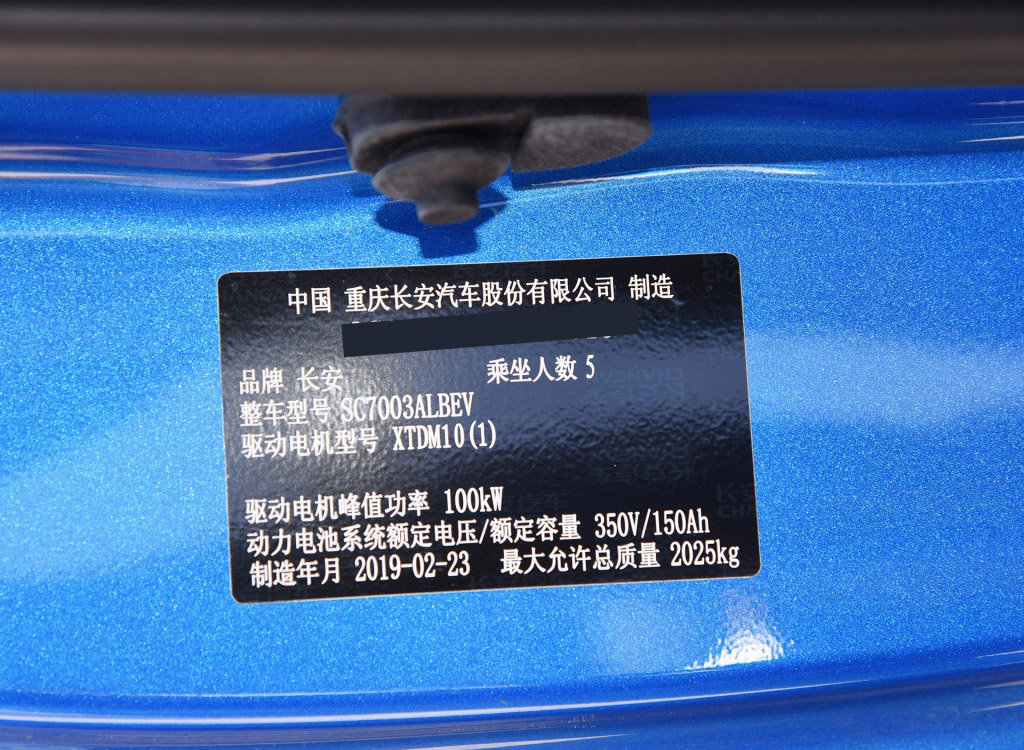 中国 重庆长安汽车股份有限公司 制造
品牌 长安 乘坐人数 5
整车型号 SC7003ALBEV
驱动电机型号 XTDM10(1)
驱动电机峰值功率 100kW
动力电池系统额定电压/额定容量 350V/150Ah
制造年月 2019-02-23 最大允许总质量 2025kg